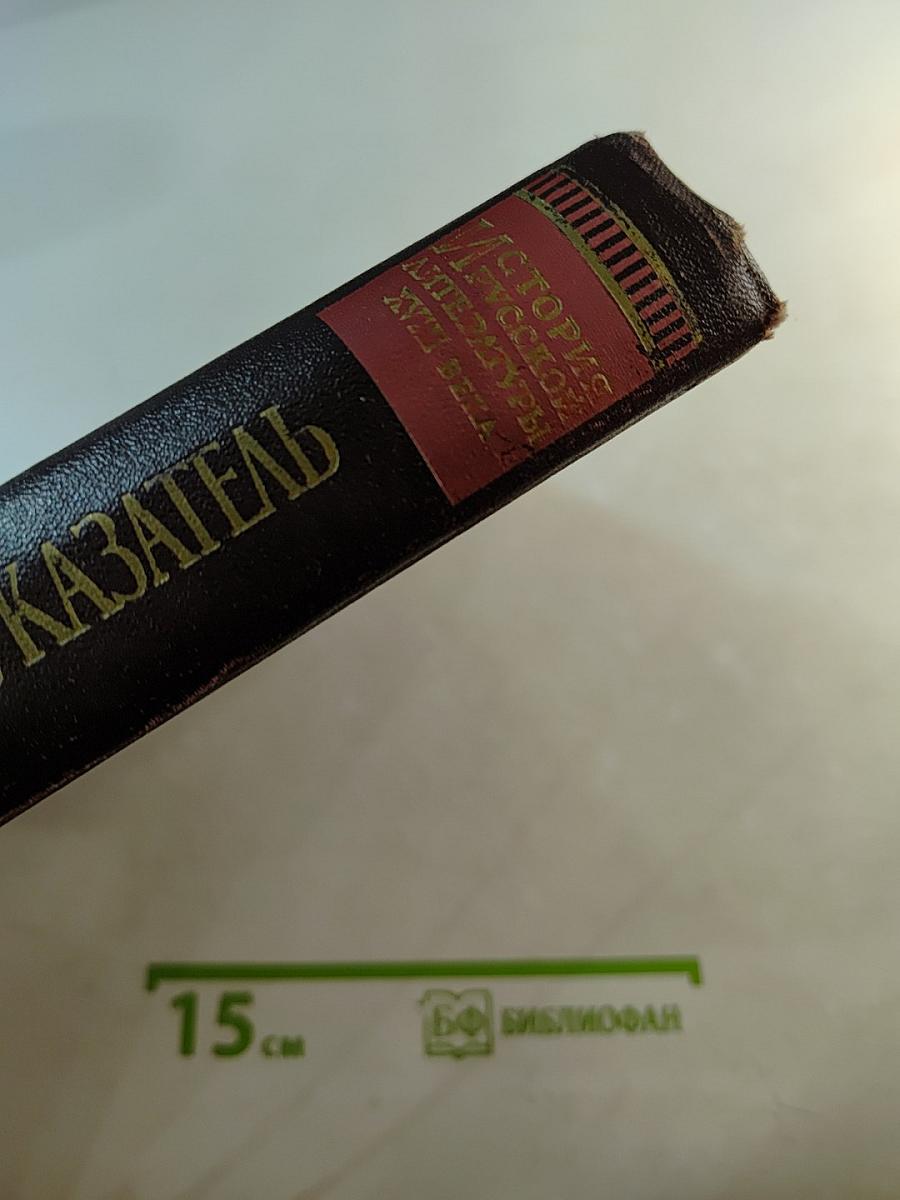 История
русской
литературы
XVIII века
КАЗАТЕЛЬ
15 см
БФ БИБЛИОФАН